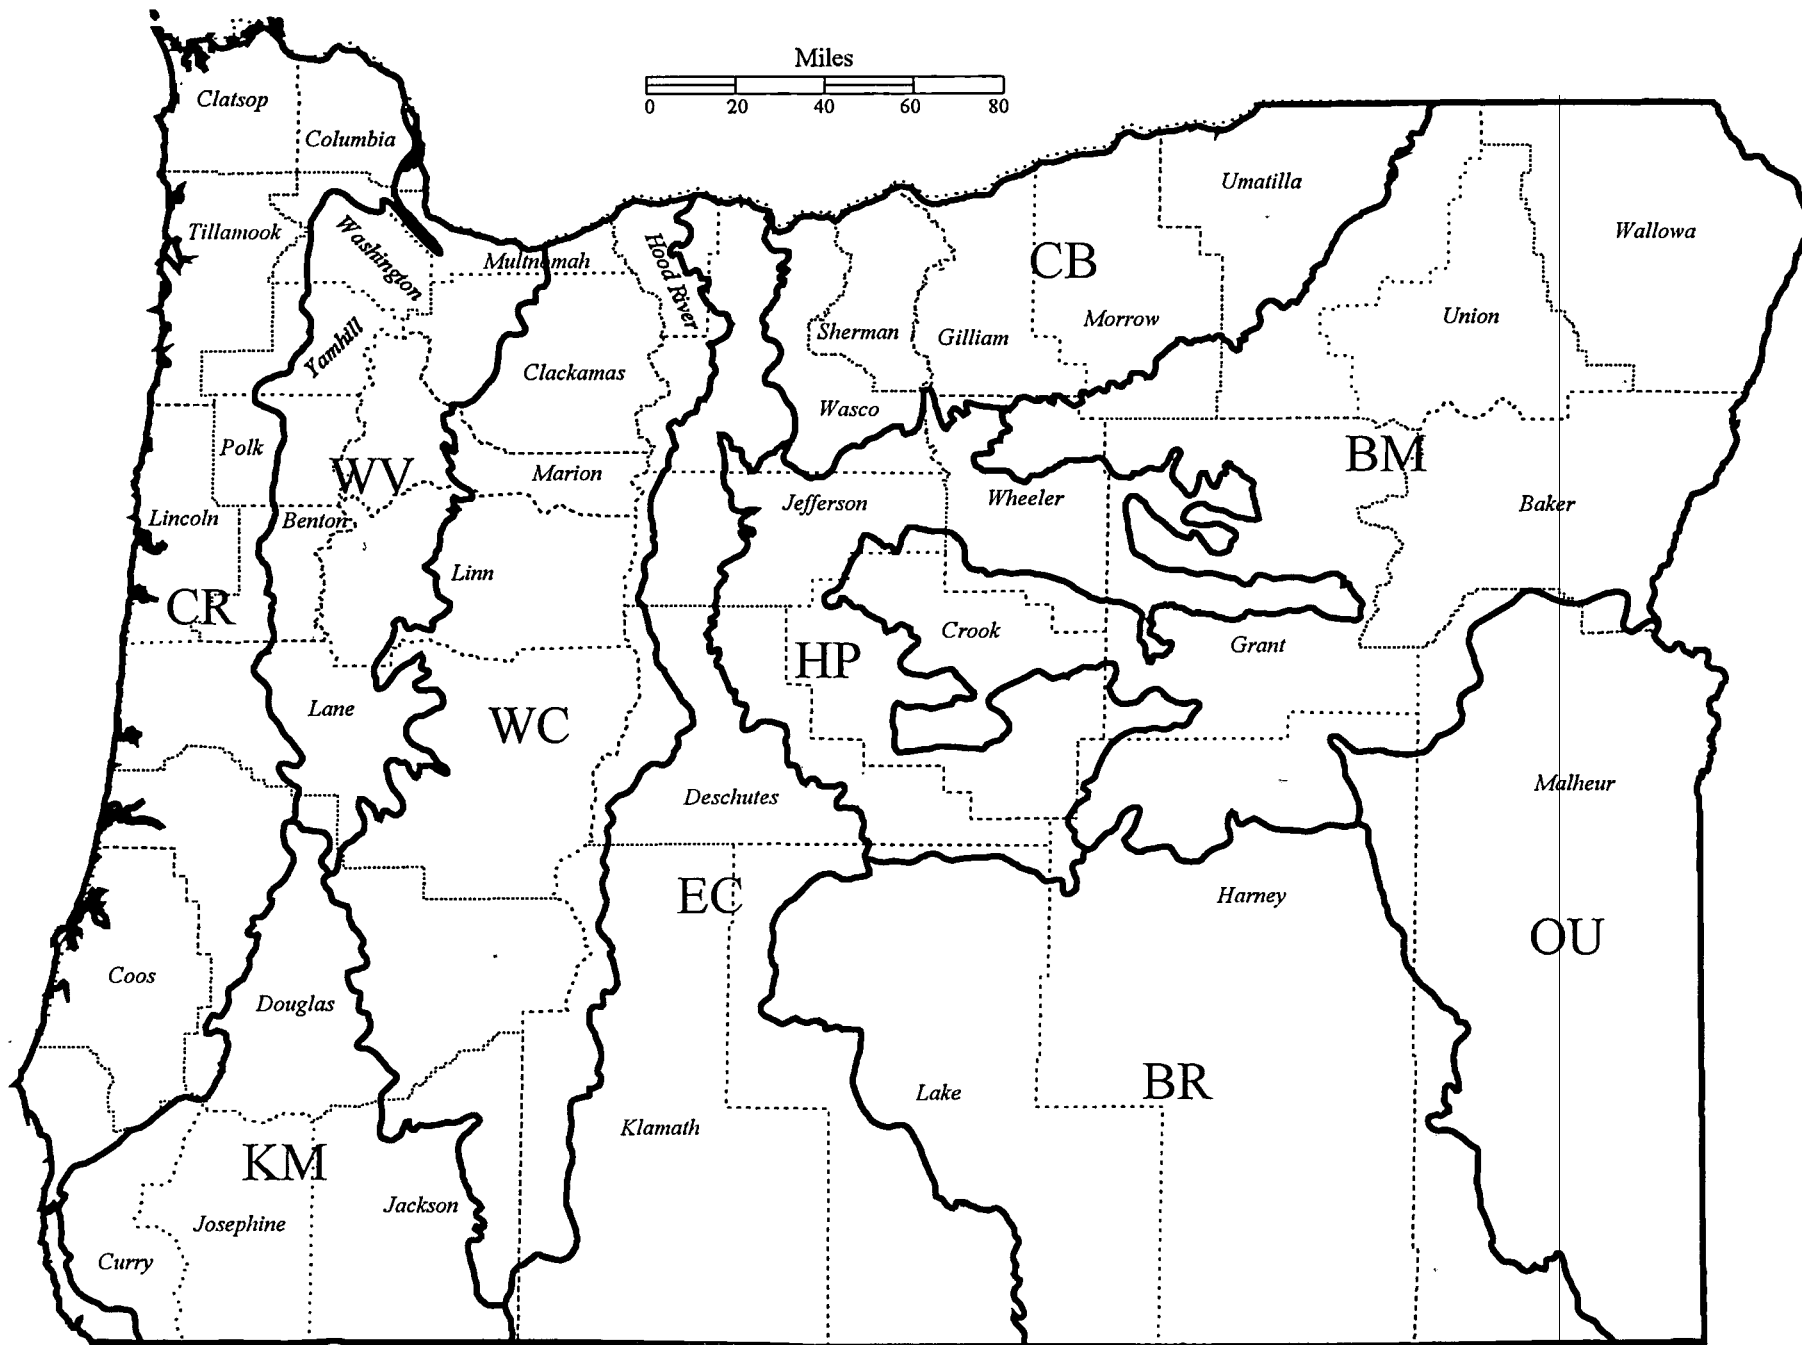 Miles
0 20 40 60 80
Clatsop
Columbia
Umatilla
Tillamook
Washington
Multnomah
Hood River
CB
Wallowa
Yamhill
Clackamas
Sherman
Gilliam
Morrow
Union
Wasco
Polk
WV
Marion
BM
Lincoln
Benton
Jefferson
Wheeler
Baker
Linn
CR
Crook
HP
Grant
Lane
WC
Deschutes
Malheur
EC
Harney
OU
Coos
Douglas
Lake
BR
Klamath
KM
Jackson
Josephine
Curry